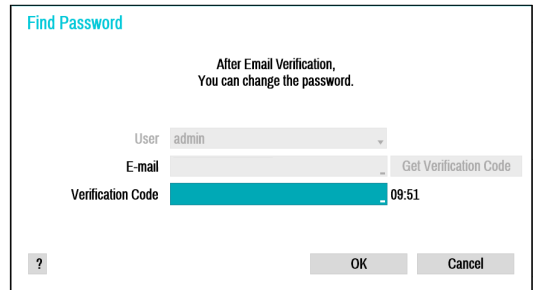 Find Password
After Email Verification,
You can change the password.
User admin
E-mail Get Verification Code
Verification Code 09:51
? OK Cancel